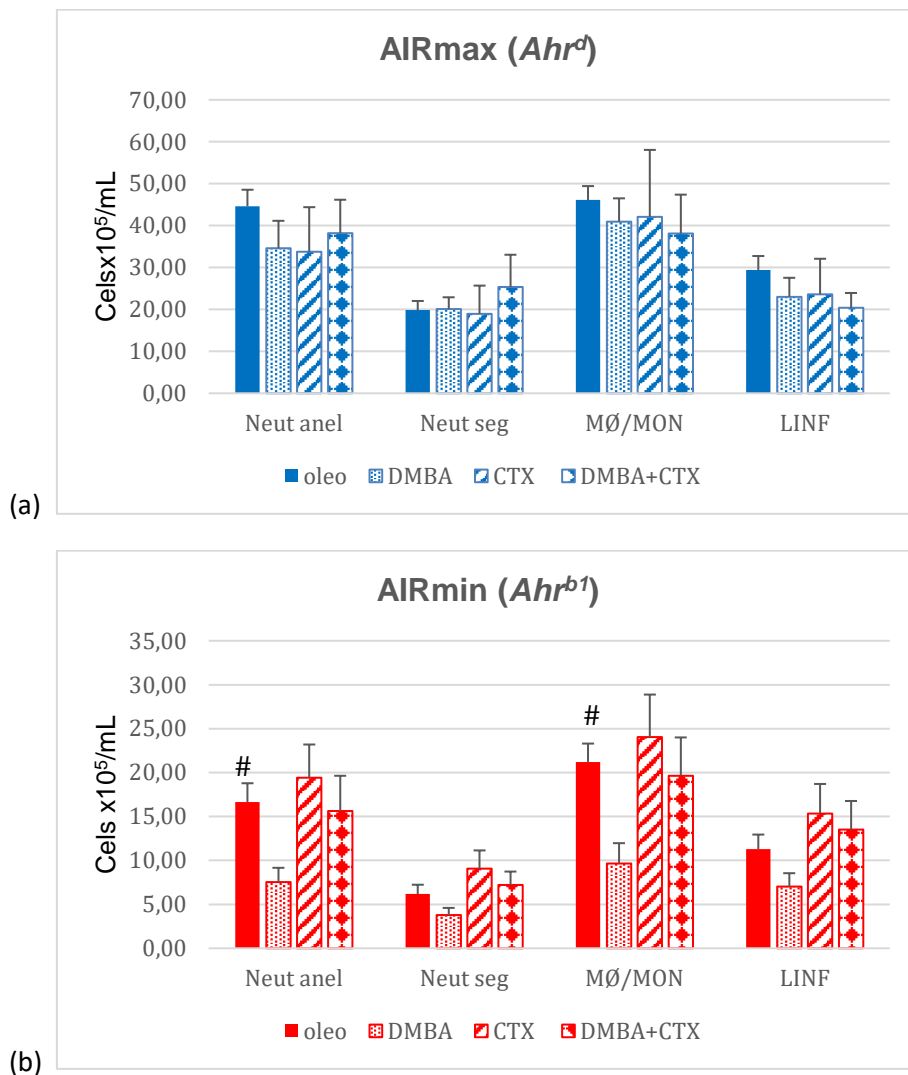 AIRmax (Ahrᵈ)
70,00
60,00
50,00
40,00
30,00
20,00
10,00
0,00
Celsx10⁵/mL
Neut anel Neut seg MØ/MON LINF
oleo DMBA CTX DMBA+CTX
(a)
AIRmin (Ahrᵇ¹)
35,00
30,00
25,00
20,00
15,00
10,00
5,00
0,00
Cels x10⁵/mL
# #
Neut anel Neut seg MØ/MON LINF
oleo DMBA CTX DMBA+CTX
(b)